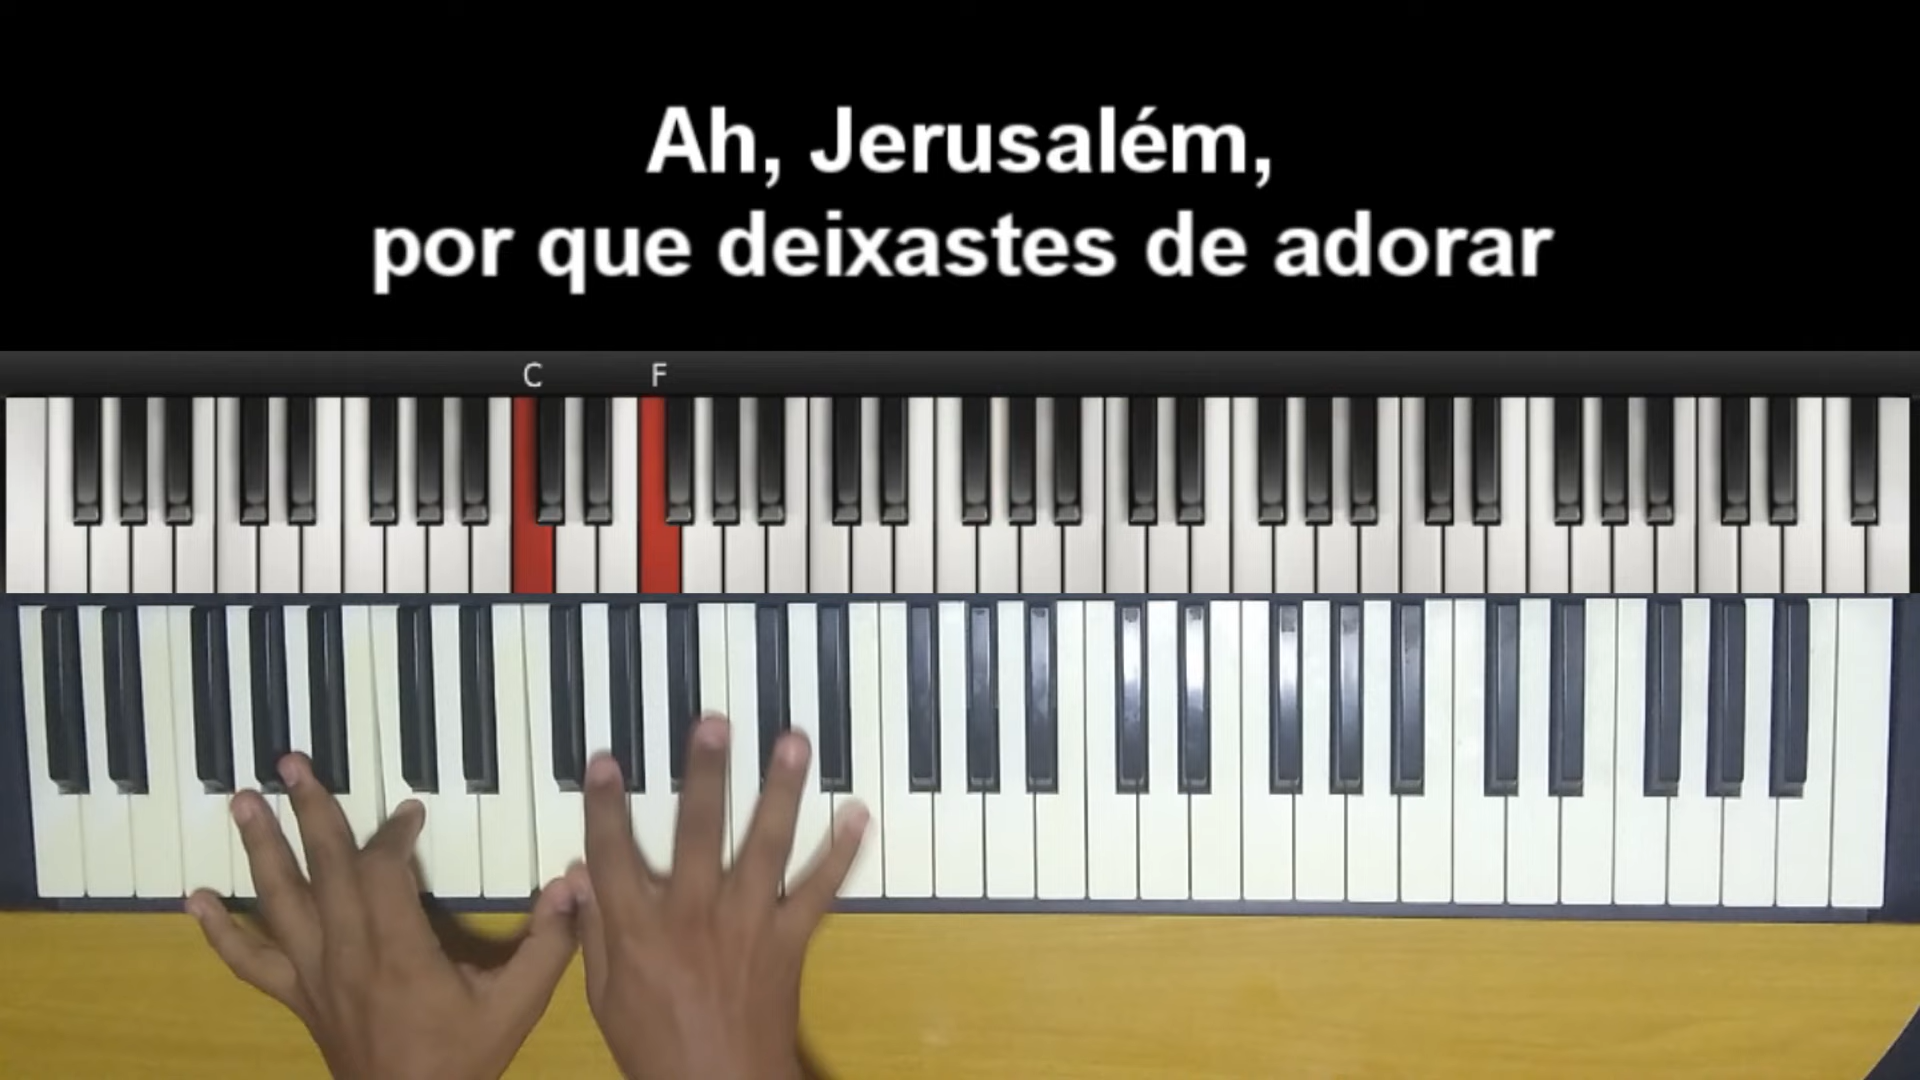 Ah, Jerusalém,
por que deixastes de adorar
C F